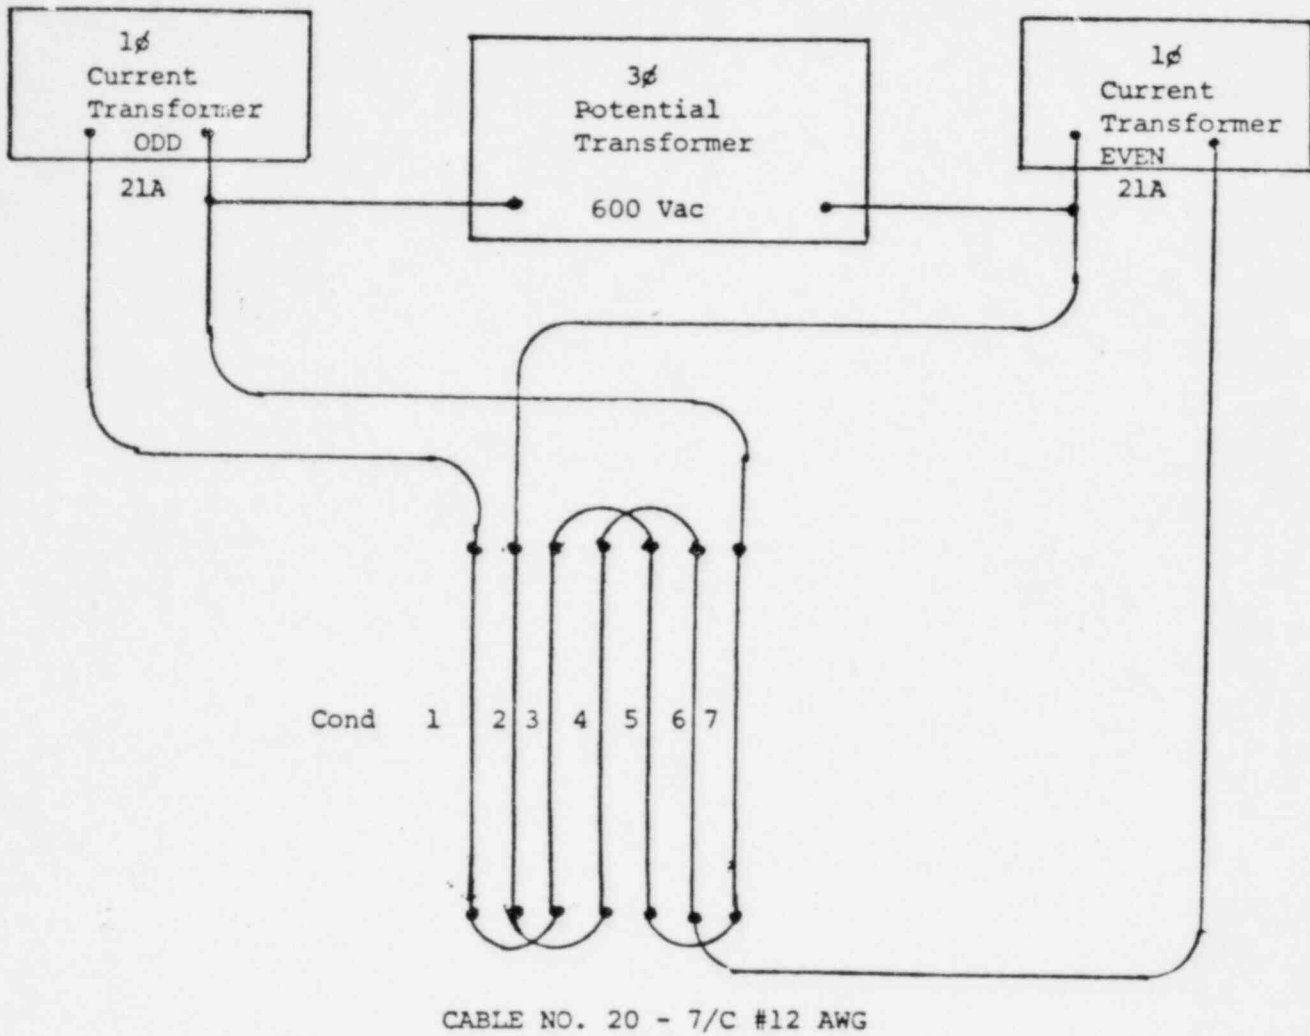 1ø
Current
Transformer
ODD
21A
3ø
Potential
Transformer
600 Vac
1ø
Current
Transformer
EVEN
21A
Cond 1 2 3 4 5 6 7
CABLE NO. 20 - 7/C #12 AWG